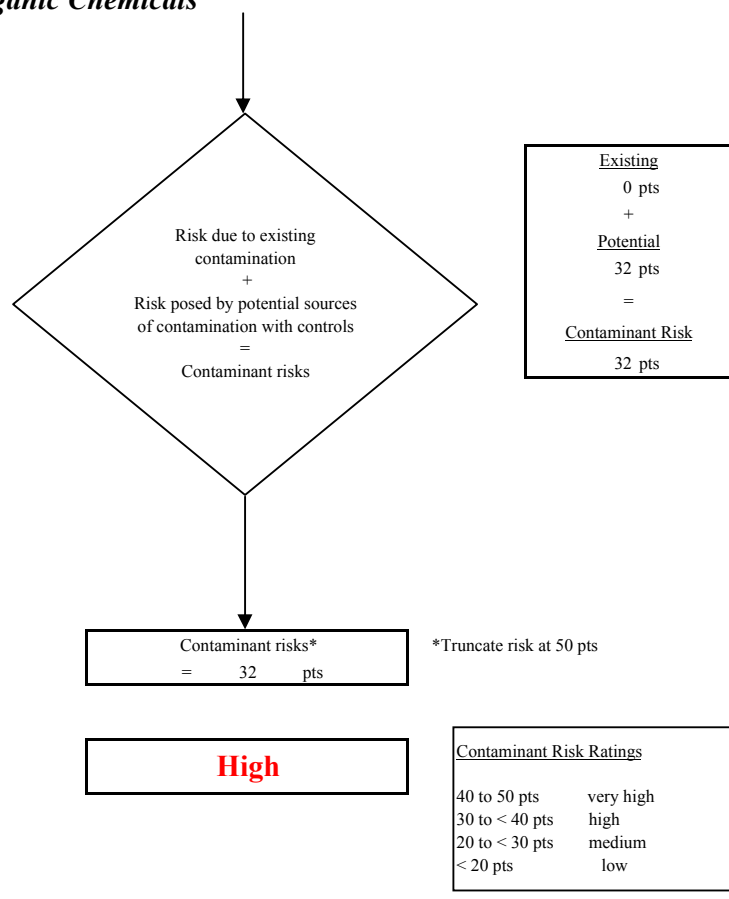 Chemicals
Risk due to existing
contamination
+
Risk posed by potential sources
of contamination with controls
=
Contaminant risks
Existing
0 pts
+
Potential
32 pts
=
Contaminant Risk
32 pts
Contaminant risks*
= 32 pts
*Truncate risk at 50 pts
High
Contaminant Risk Ratings
40 to 50 pts very high
30 to < 40 pts high
20 to < 30 pts medium
< 20 pts low